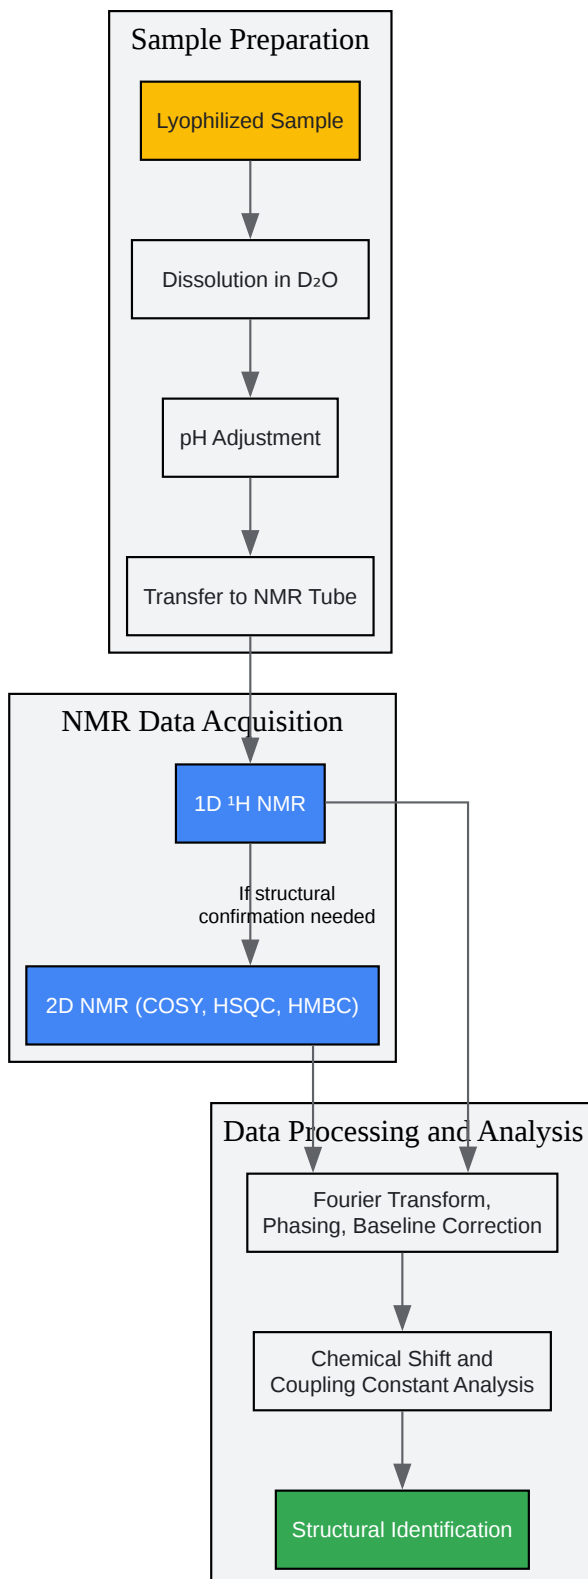 Sample Preparation
Lyophilized Sample
Dissolution in D₂O
pH Adjustment
Transfer to NMR Tube
NMR Data Acquisition
1D ¹H NMR
If structural
confirmation needed
2D NMR (COSY, HSQC, HMBC)
Data Processing and Analysis
Fourier Transform,
Phasing, Baseline Correction
Chemical Shift and
Coupling Constant Analysis
Structural Identification